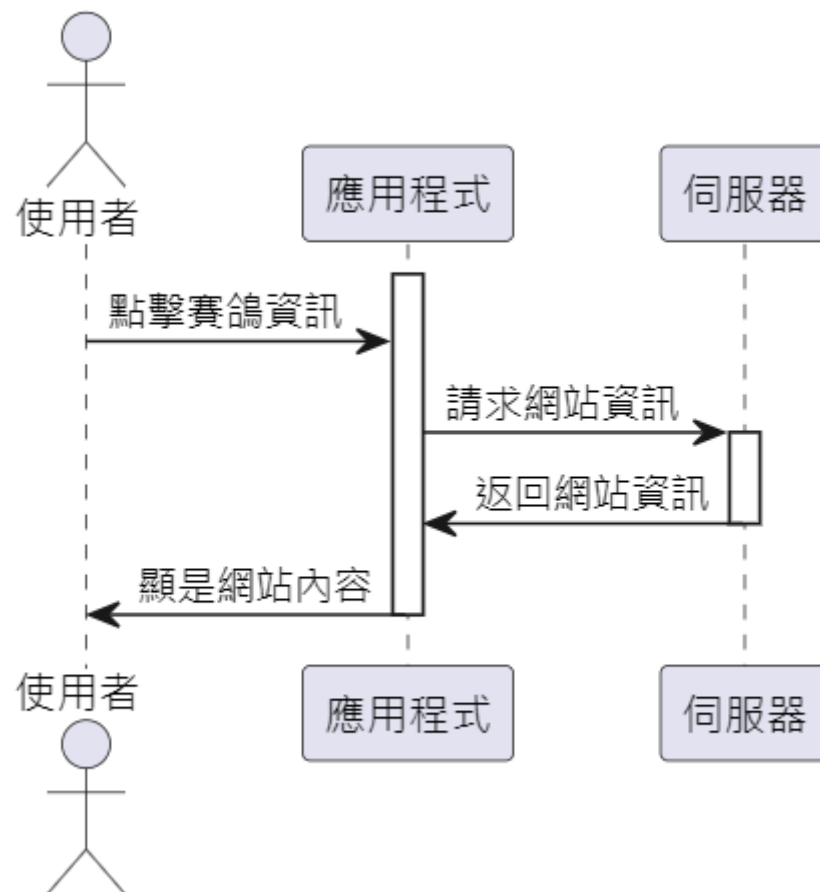 使用者
應用程式
伺服器
點擊賽鴿資訊
請求網站資訊
返回網站資訊
顯是網站內容
使用者
應用程式
伺服器